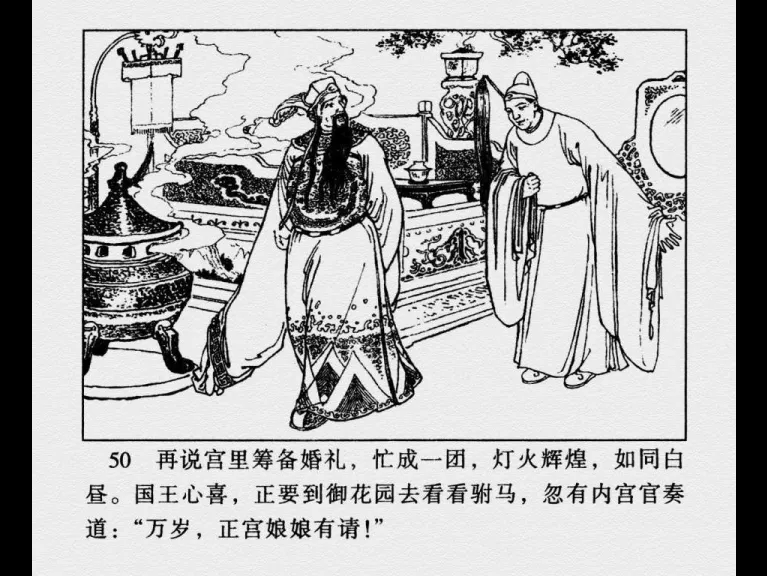 50 再说宫里筹备婚礼，忙成一团，灯火辉煌，如同白
昼。国王心喜，正要到御花园去看看驸马，忽有内宫官奏
道：“万岁，正宫娘娘有请！”